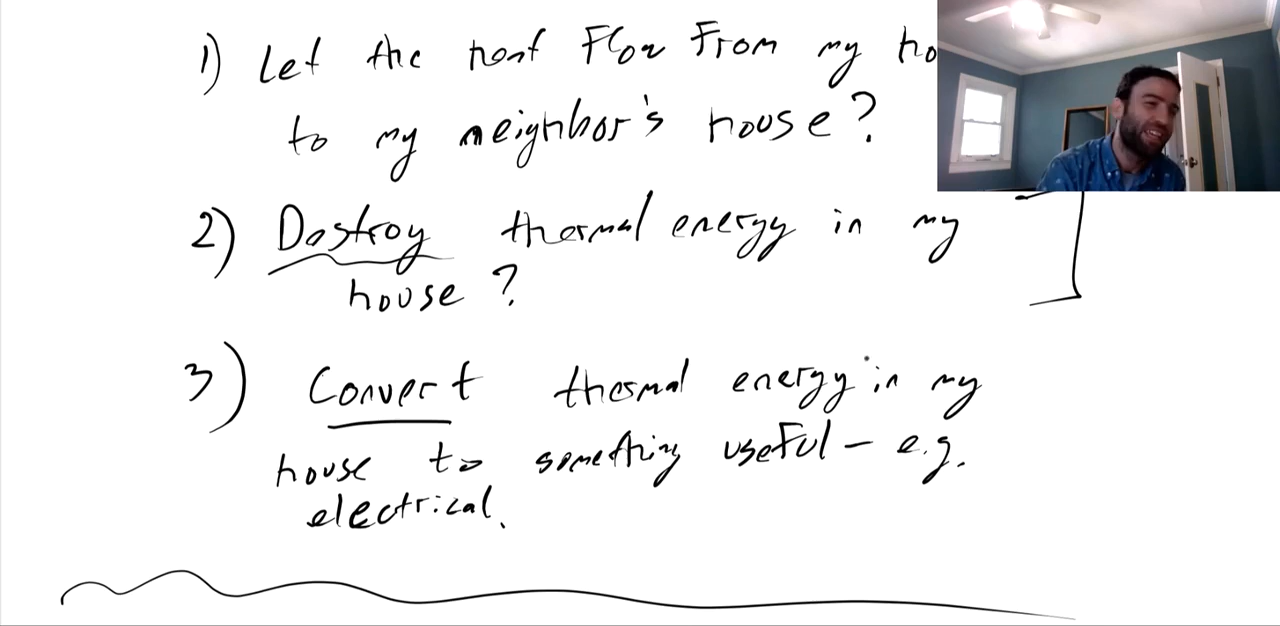 1) Let the heat Flow From my ho
to my neighbor's house?
2) Destroy thermal energy in my
house?
3) Convert thermal energy in my
house to something useful - e.g.
electrical.